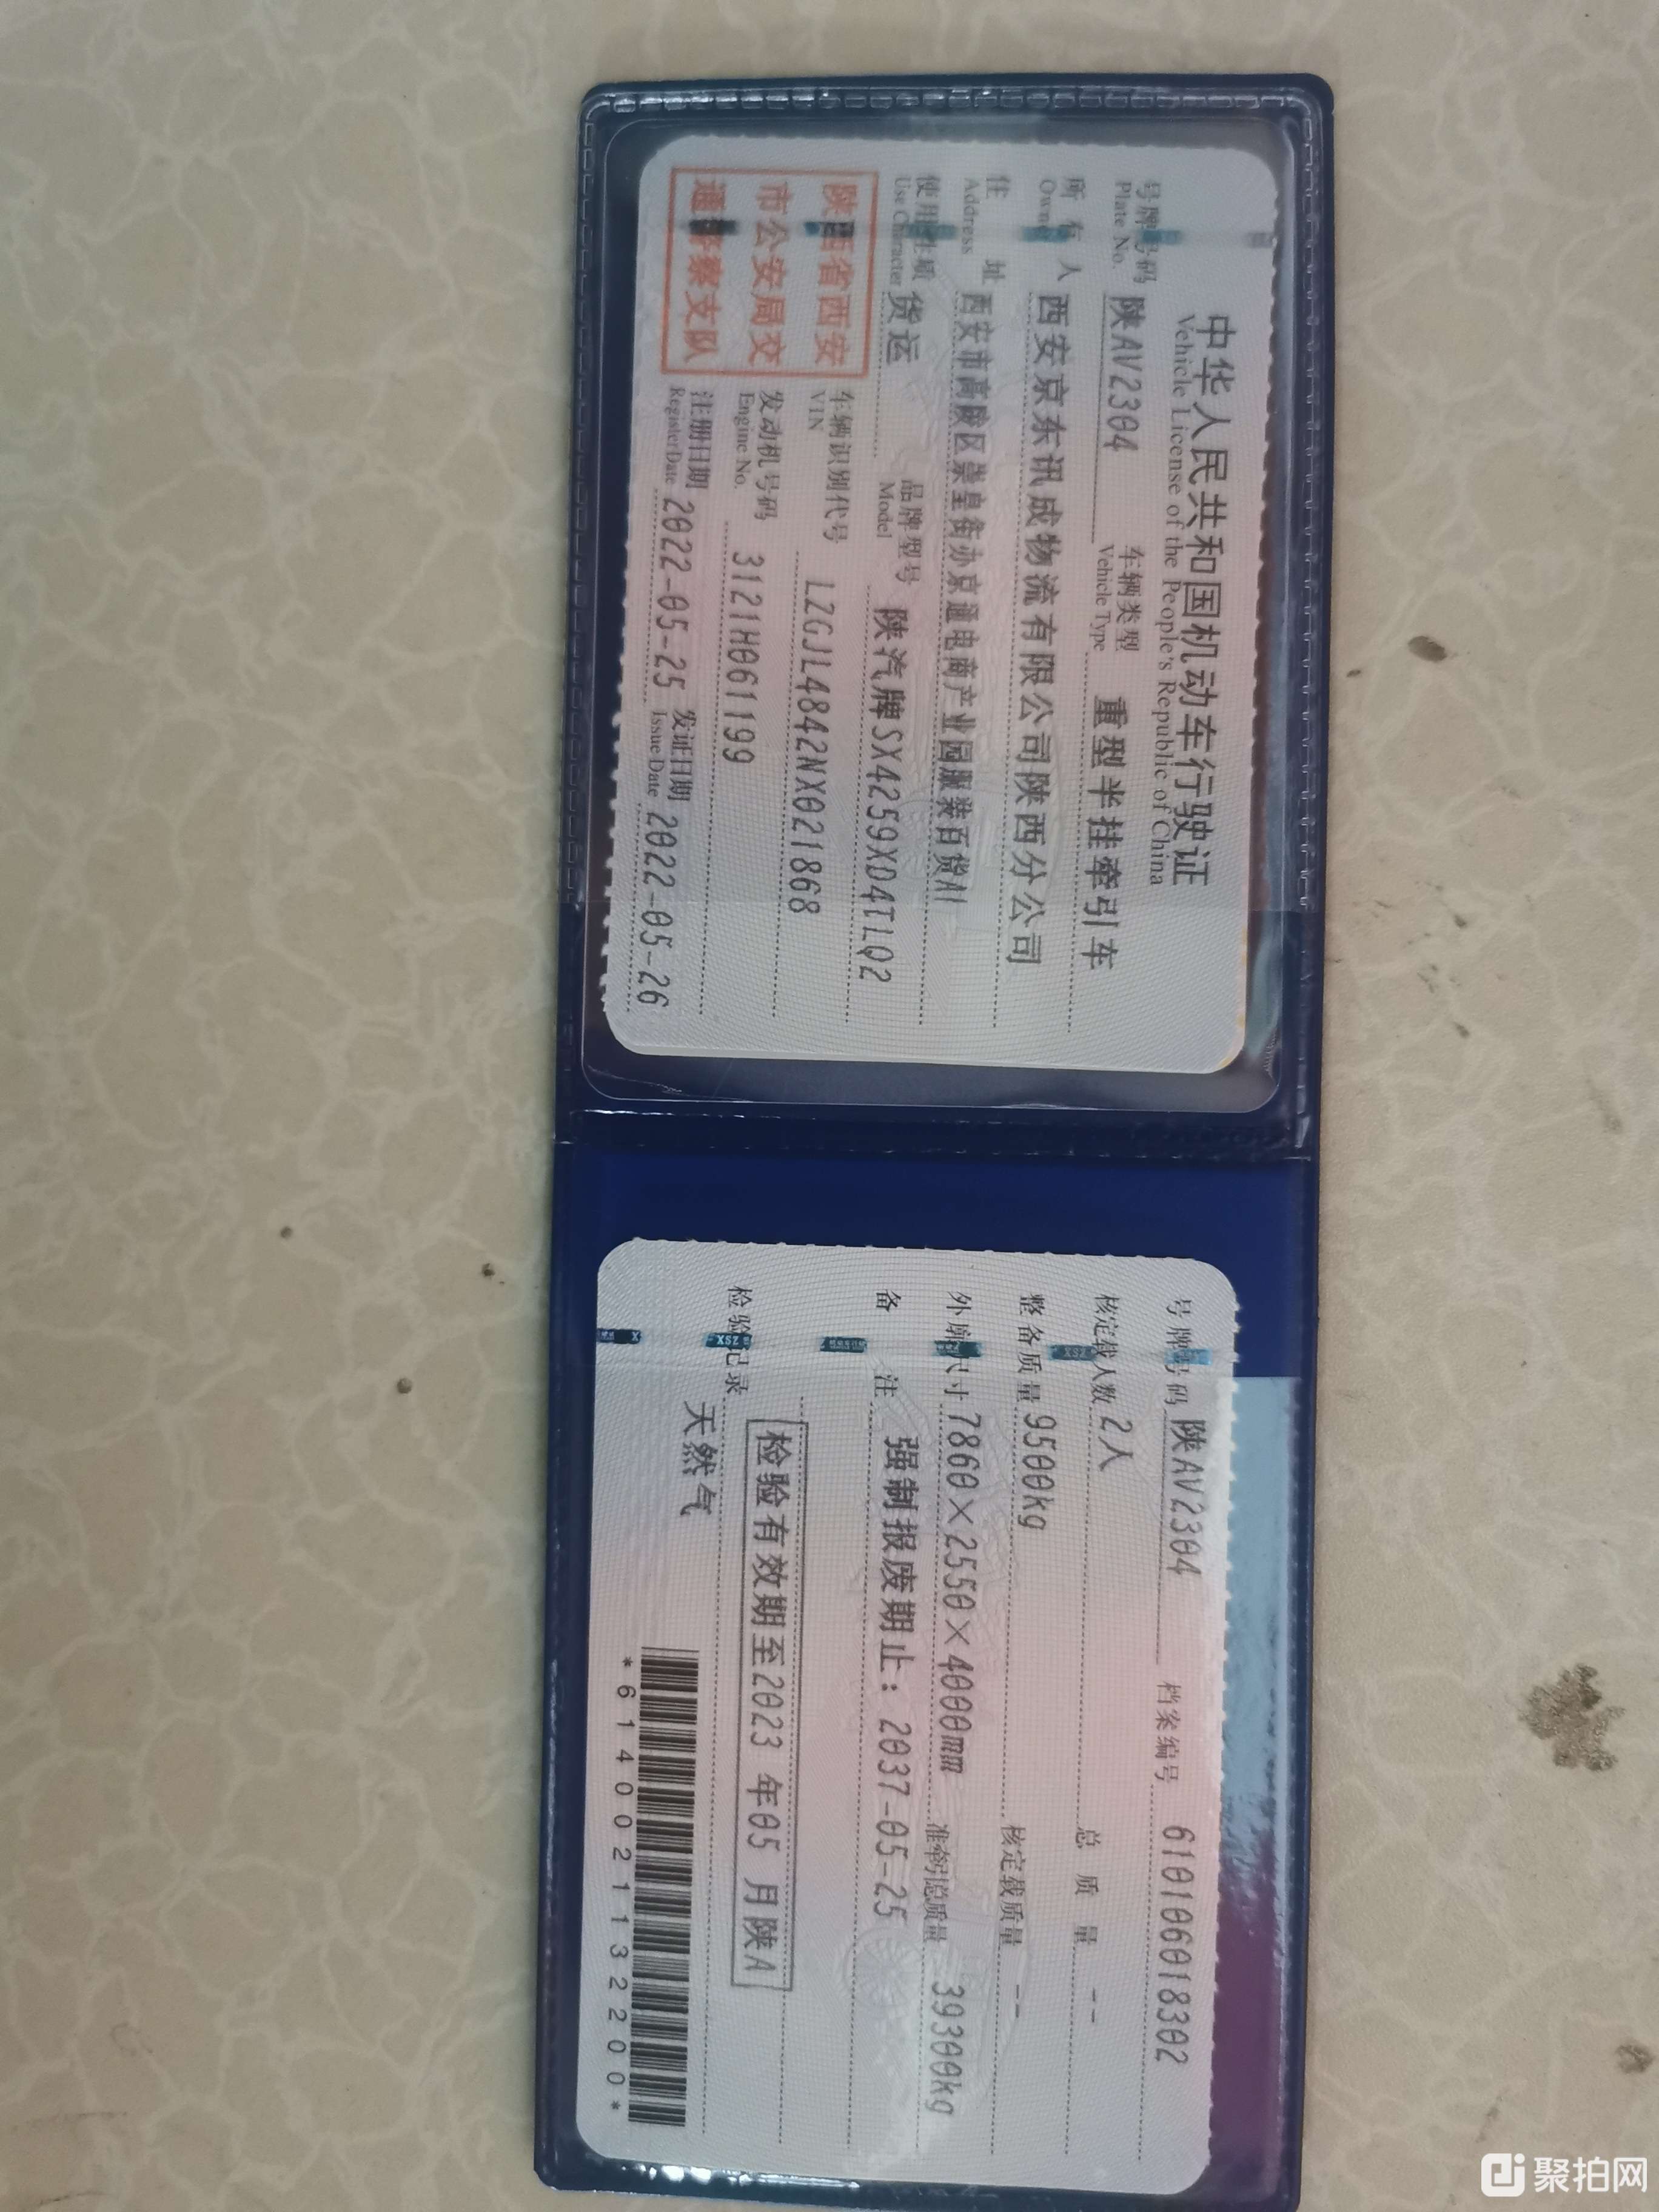 中华人民共和国机动车行驶证
Vehicle License of the People's Republic of China
号牌号码 陕AV2304 车辆类型 重型半挂牵引车
Plate No. Vehicle Type
所有人 西安京东讯成物流有限公司陕西分公司
Owner
住址 西安市高陵区崇皇街办京通电商产业园服装百货A1
Address
使用性质 货运 品牌型号 陕汽牌SX4259XD4TLQ2
Use Character Model
陕西省西安
市公安局交
通警察支队
车辆识别代号 LZGJL4842NX021868
VIN
发动机号码 3121H061199
Engine No.
注册日期 2022-05-25 发证日期 2022-05-26
Register Date Issue Date
号牌号码 陕AV2304 档案编号 610106018302
核定载人数 2人 总质量 --
整备质量 9500kg 核定载质量 --
外廓尺寸 7860×2550×4000mm 准牵引总质量 39300kg
备注 强制报废期止：2037-05-25
检验记录 检验有效期至2023年05月陕A
天然气
*6140021132200*
聚拍网